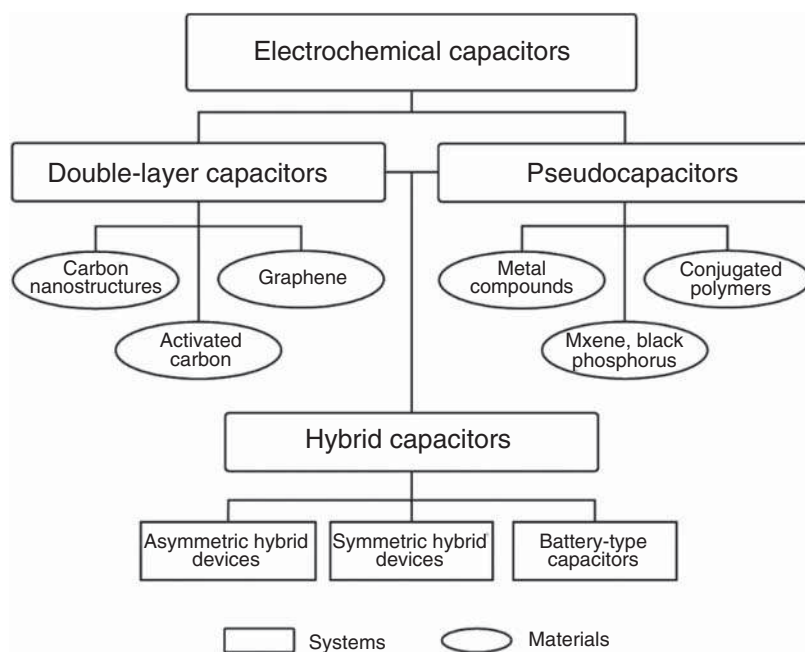 Electrochemical capacitors
Double-layer capacitors
Pseudocapacitors
Carbon
nanostructures
Graphene
Activated
carbon
Metal
compounds
Conjugated
polymers
Mxene, black
phosphorus
Hybrid capacitors
Asymmetric hybrid
devices
Symmetric hybrid
devices
Battery-type
capacitors
Systems
Materials